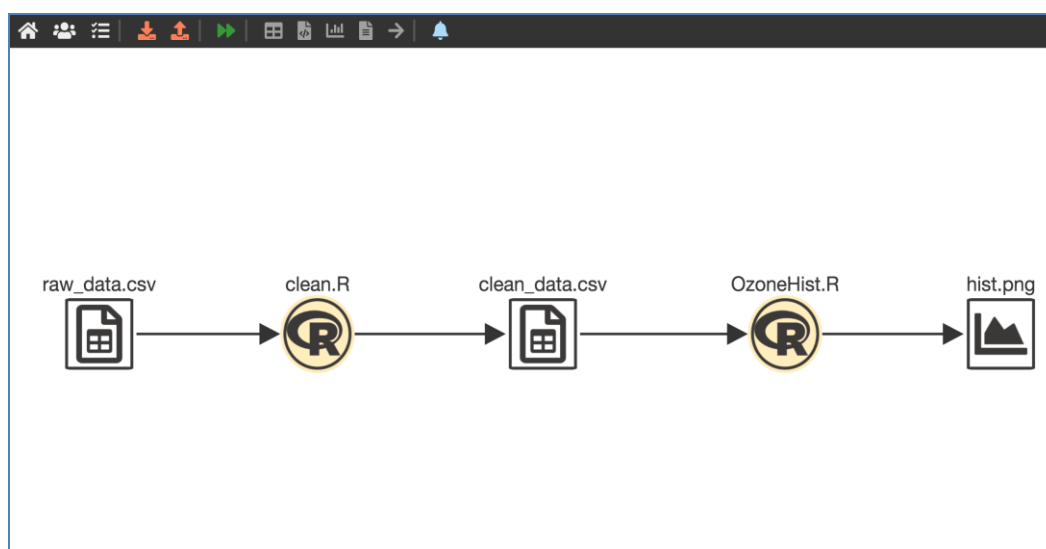 raw_data.csv
clean.R
clean_data.csv
OzoneHist.R
hist.png
R
R